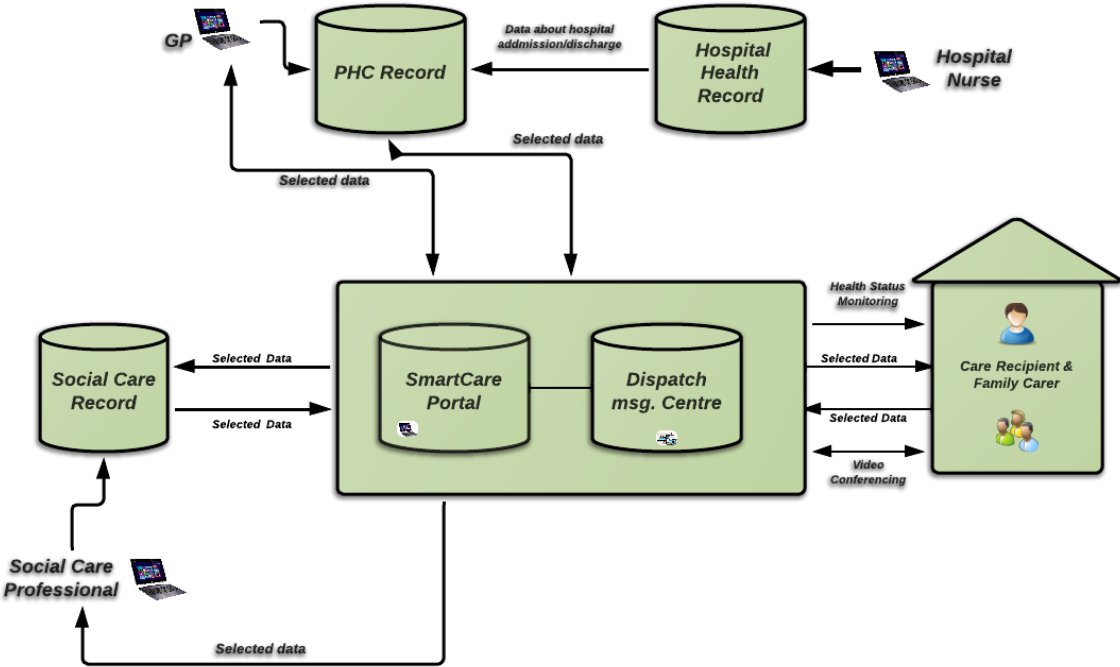 GP
PHC Record
Data about hospital
addmission/discharge
Hospital
Health
Record
Hospital
Nurse
Selected data
Selected data
Health Status
Monitoring
Social Care
Record
Selected Data
Selected Data
SmartCare
Portal
Dispatch
msg. Centre
Selected Data
Selected Data
Video
Conferencing
Care Recipient &
Family Carer
Social Care
Professional
Selected data